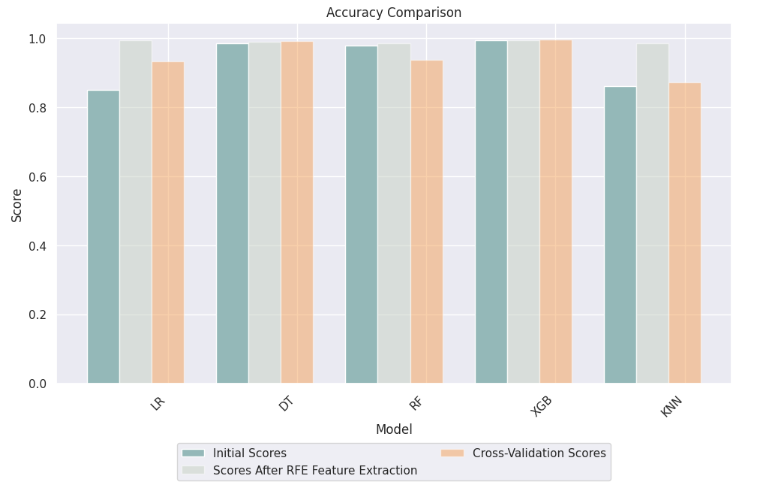 Accuracy Comparison
1.0
0.8
0.6
0.4
0.2
0.0
Score
LR
DT
RF
XGB
KNN
Model
Initial Scores
Scores After RFE Feature Extraction
Cross-Validation Scores